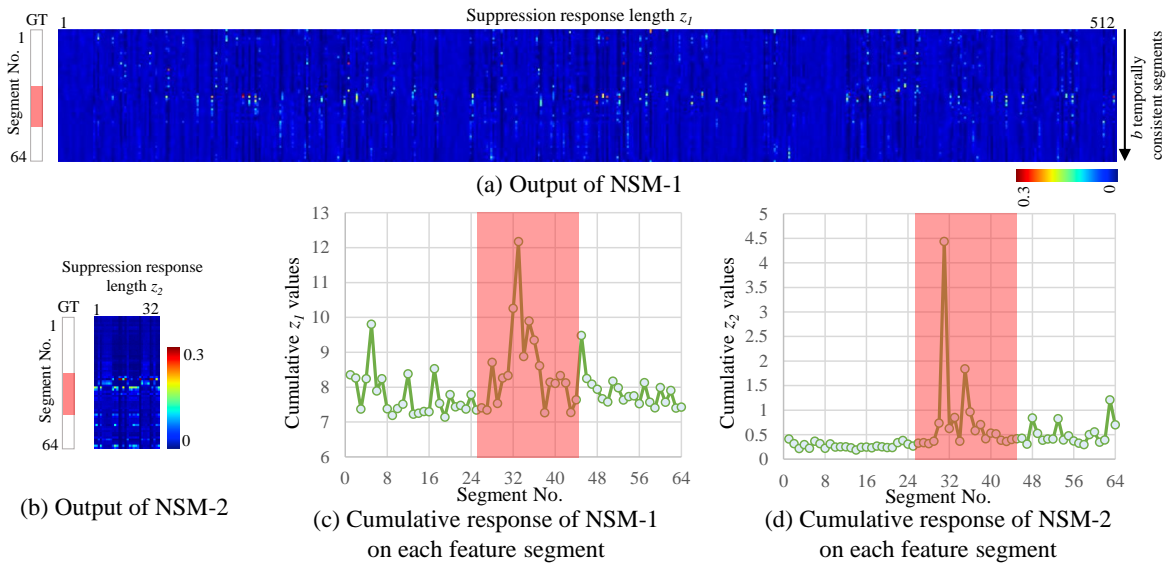 Suppression response length z1
GT 1 512
1
Segment No.
64
b temporally
consistent segments
(a) Output of NSM-1
0.3 0
Suppression response
length z2
GT 1 32
1
Segment No.
64
0.3
0
(b) Output of NSM-2
13
12
11
10
9
8
7
6
Cumulative z1 values
0 8 16 24 32 40 48 56 64
Segment No.
(c) Cumulative response of NSM-1
on each feature segment
5
4.5
4
3.5
3
2.5
2
1.5
1
0.5
0
Cumulative z2 values
0 8 16 24 32 40 48 56 64
Segment No.
(d) Cumulative response of NSM-2
on each feature segment